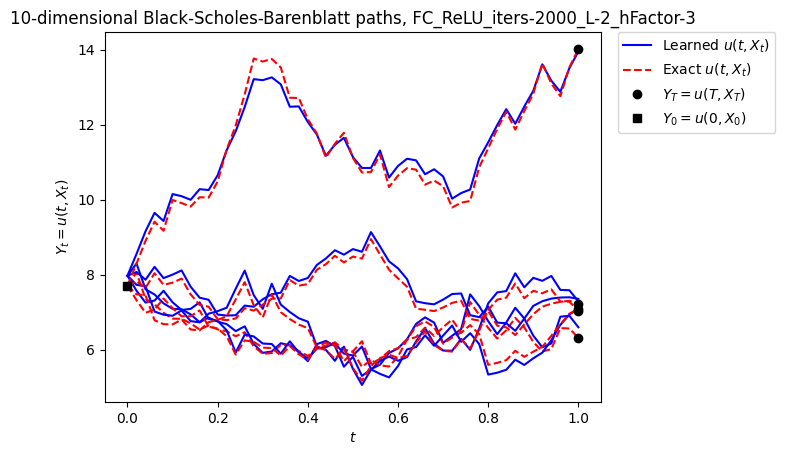 10-dimensional Black-Scholes-Barenblatt paths, FC_ReLU_iters-2000_L-2_hFactor-3
Learned u(t, X_t)
Exact u(t, X_t)
Y_T = u(T, X_T)
Y_0 = u(0, X_0)
Y_t = u(t, X_t)
14
12
10
8
6
0.0 0.2 0.4 0.6 0.8 1.0
t